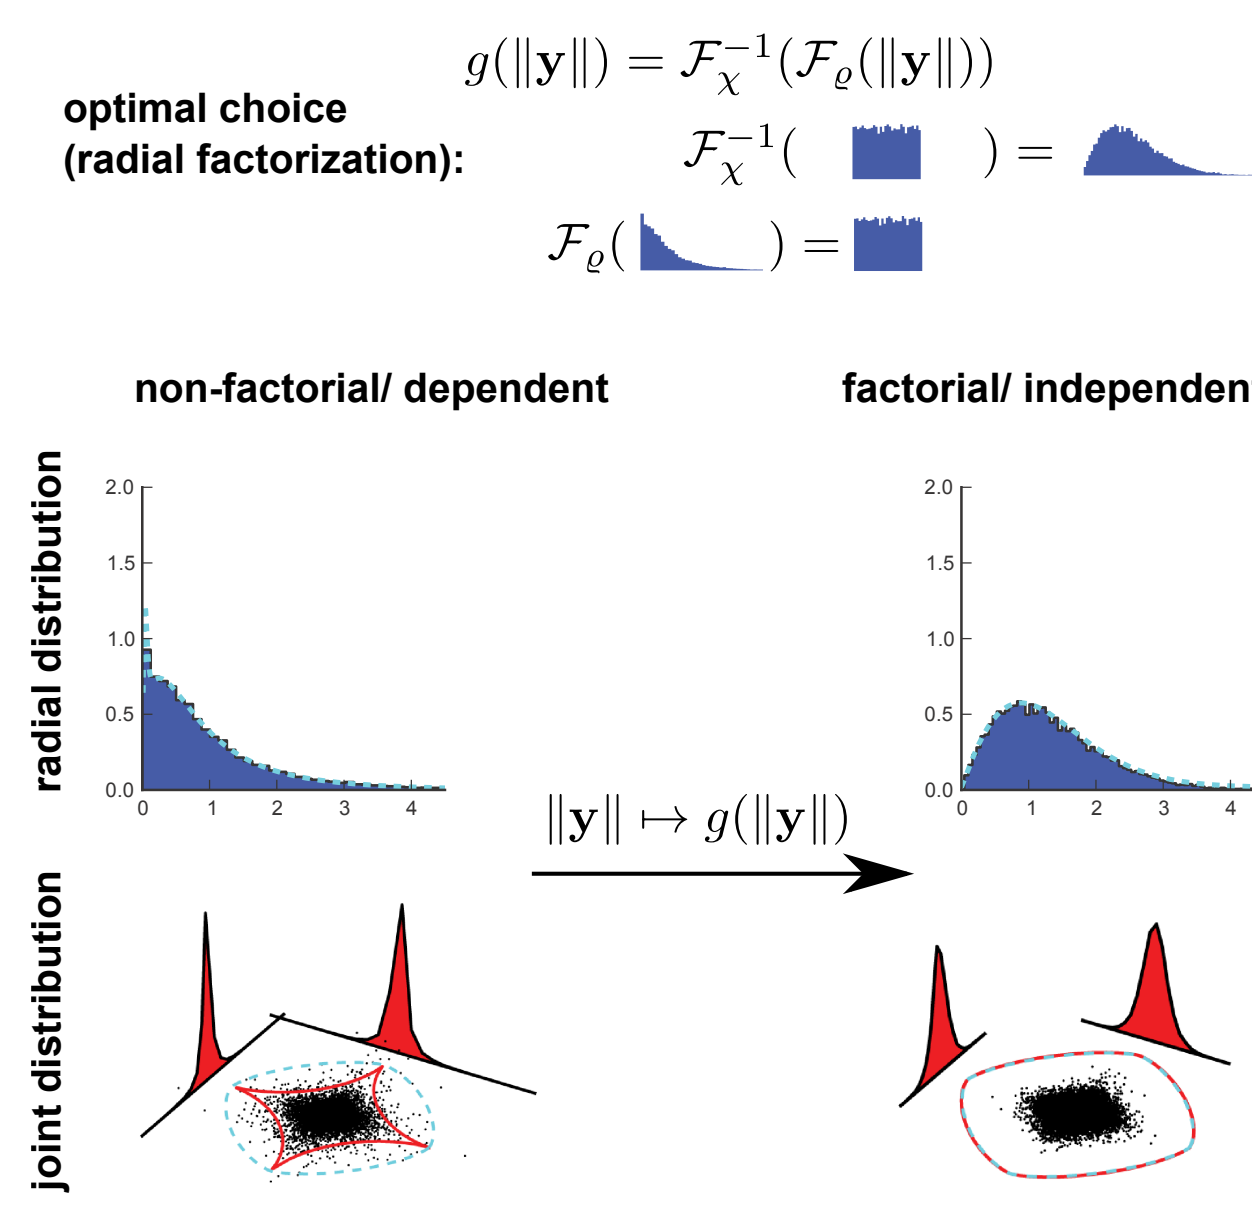 g(‖y‖) = ℱ_χ^{-1}(ℱ_ϱ(‖y‖))
optimal choice
(radial factorization):
ℱ_χ^{-1}( ) =
ℱ_ϱ( ) =
non-factorial/ dependent
factorial/ independent
radial distribution
2.0
1.5
1.0
0.5
0.0
0 1 2 3 4
2.0
1.5
1.0
0.5
0.0
0 1 2 3 4
‖y‖ ↦ g(‖y‖)
joint distribution